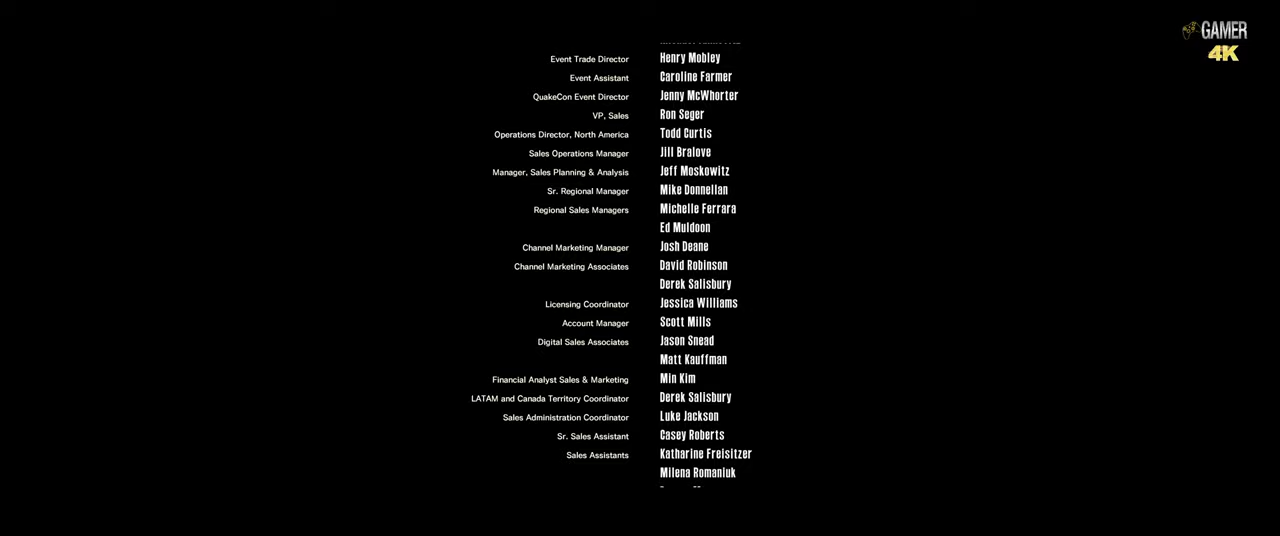 GAMER
4K
Event Trade Director Henry Mobley
Event Assistant Caroline Farmer
QuakeCon Event Director Jenny McWhorter
VP, Sales Ron Seger
Operations Director, North America Todd Curtis
Sales Operations Manager Jill Bralove
Manager, Sales Planning & Analysis Jeff Moskowitz
Sr. Regional Manager Mike Donnellan
Regional Sales Managers Michelle Ferrara
Ed Muldoon
Channel Marketing Manager Josh Deane
Channel Marketing Associates David Robinson
Derek Salisbury
Licensing Coordinator Jessica Williams
Account Manager Scott Mills
Digital Sales Associates Jason Snead
Matt Kauffman
Financial Analyst Sales & Marketing Min Kim
LATAM and Canada Territory Coordinator Derek Salisbury
Sales Administration Coordinator Luke Jackson
Sr. Sales Assistant Casey Roberts
Sales Assistants Katharine Freisitzer
Milena Romaniuk